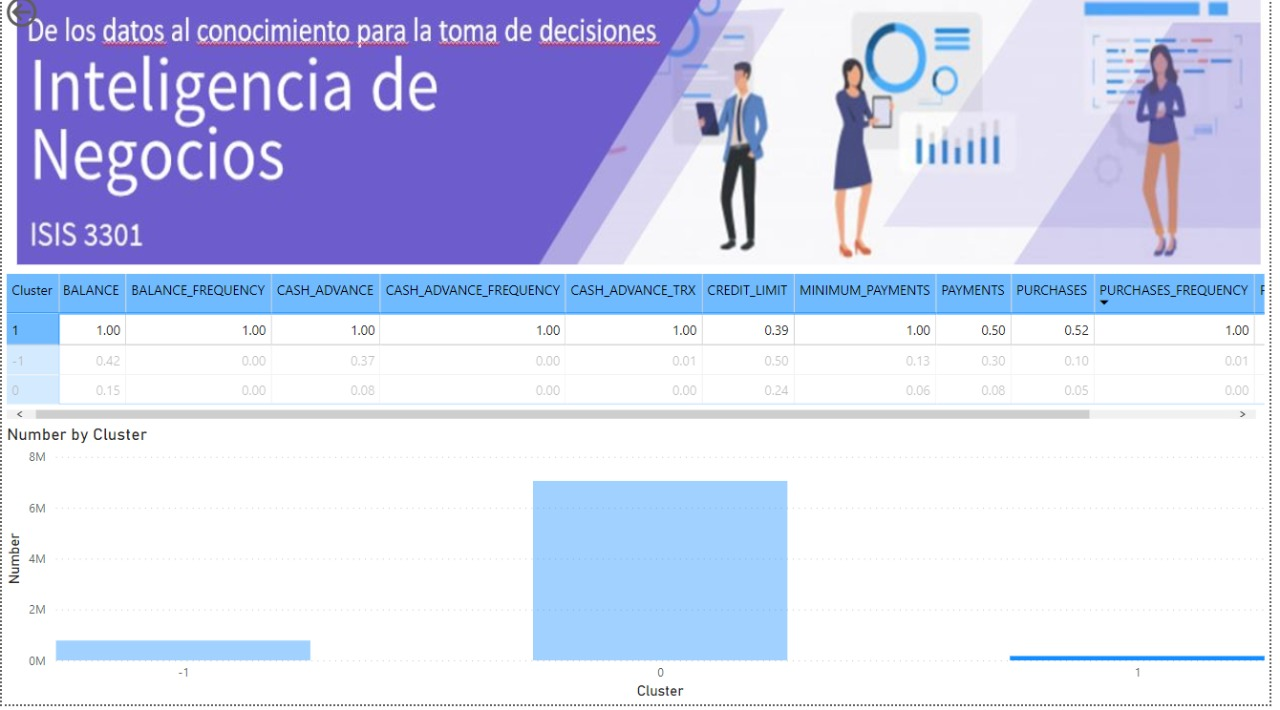 De los datos al conocimiento para la toma de decisiones
Inteligencia de
Negocios
ISIS 3301
Cluster BALANCE BALANCE_FREQUENCY CASH_ADVANCE CASH_ADVANCE_FREQUENCY CASH_ADVANCE_TRX CREDIT_LIMIT MINIMUM_PAYMENTS PAYMENTS PURCHASES PURCHASES_FREQUENCY
1 1.00 1.00 1.00 1.00 1.00 0.39 1.00 0.50 0.52 1.00
-1 0.42 0.00 0.37 0.00 0.01 0.50 0.13 0.30 0.10 0.01
0 0.15 0.00 0.08 0.00 0.00 0.24 0.06 0.08 0.05 0.00
Number by Cluster
8M
6M
4M
2M
0M
Number
-1 0 1
Cluster